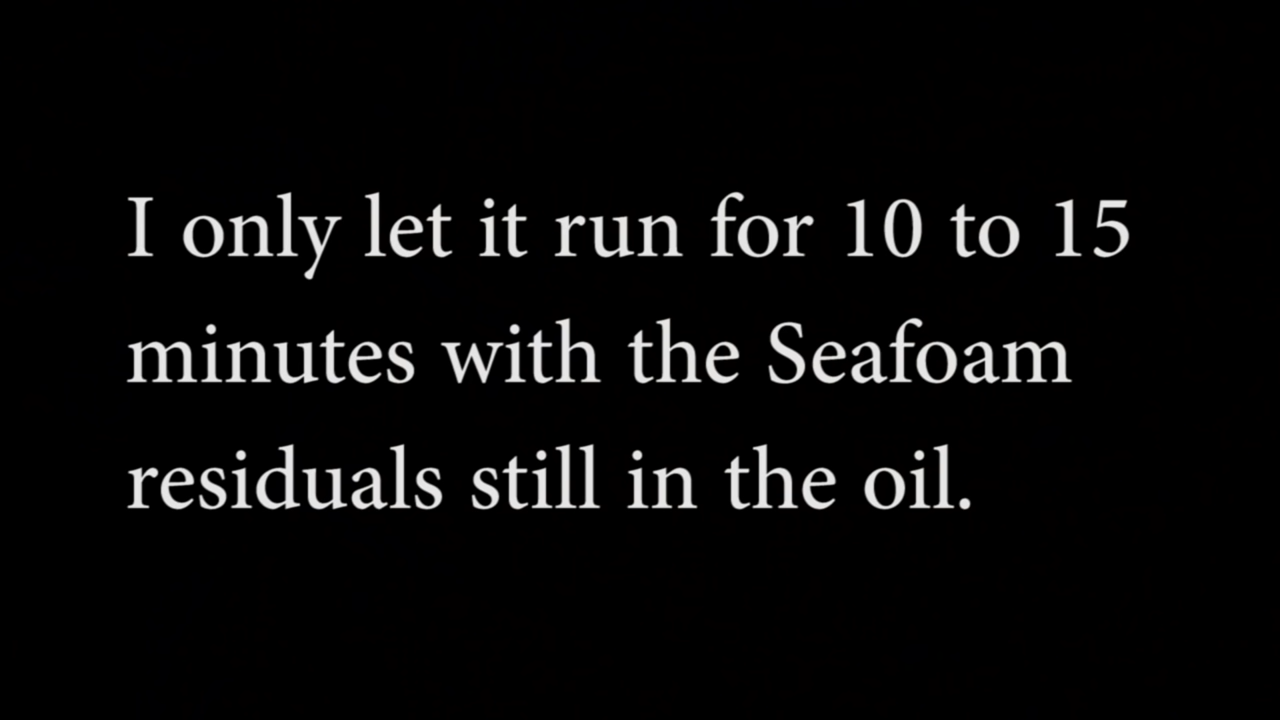 I only let it run for 10 to 15
minutes with the Seafoam
residuals still in the oil.